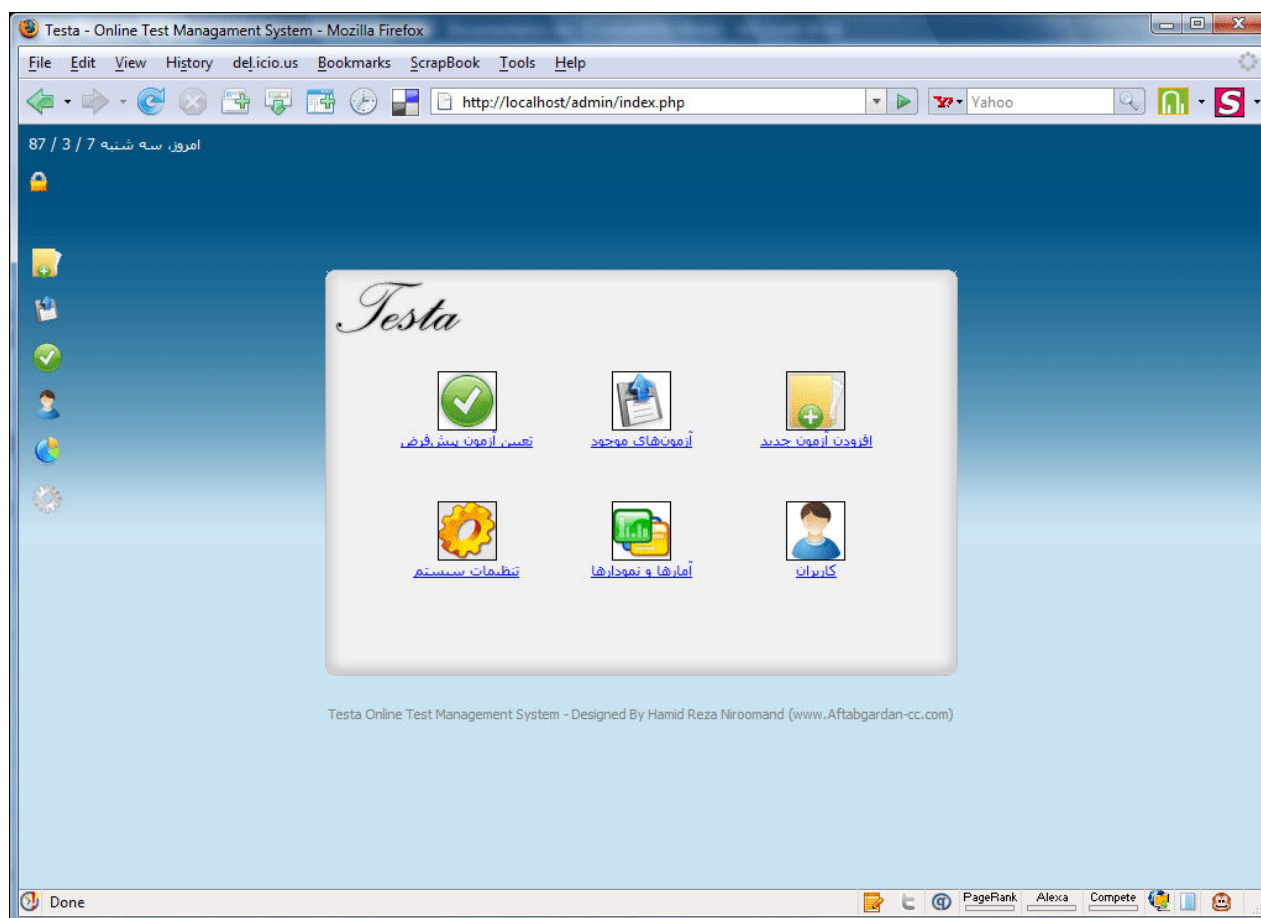 Testa - Online Test Managament System - Mozilla Firefox
File Edit View History del.icio.us Bookmarks ScrapBook Tools Help
http://localhost/admin/index.php
Yahoo
امروز، سه شنبه 7 / 3 / 87
Testa
افزودن آزمون جدید
آزمون‌های موجود
تعیین آزمون پیش‌فرض
کاربران
آمارها و نمودارها
تنظیمات سیستم
Testa Online Test Management System - Designed By Hamid Reza Niroomand (www.Aftabgardan-cc.com)
Done
PageRank Alexa Compete